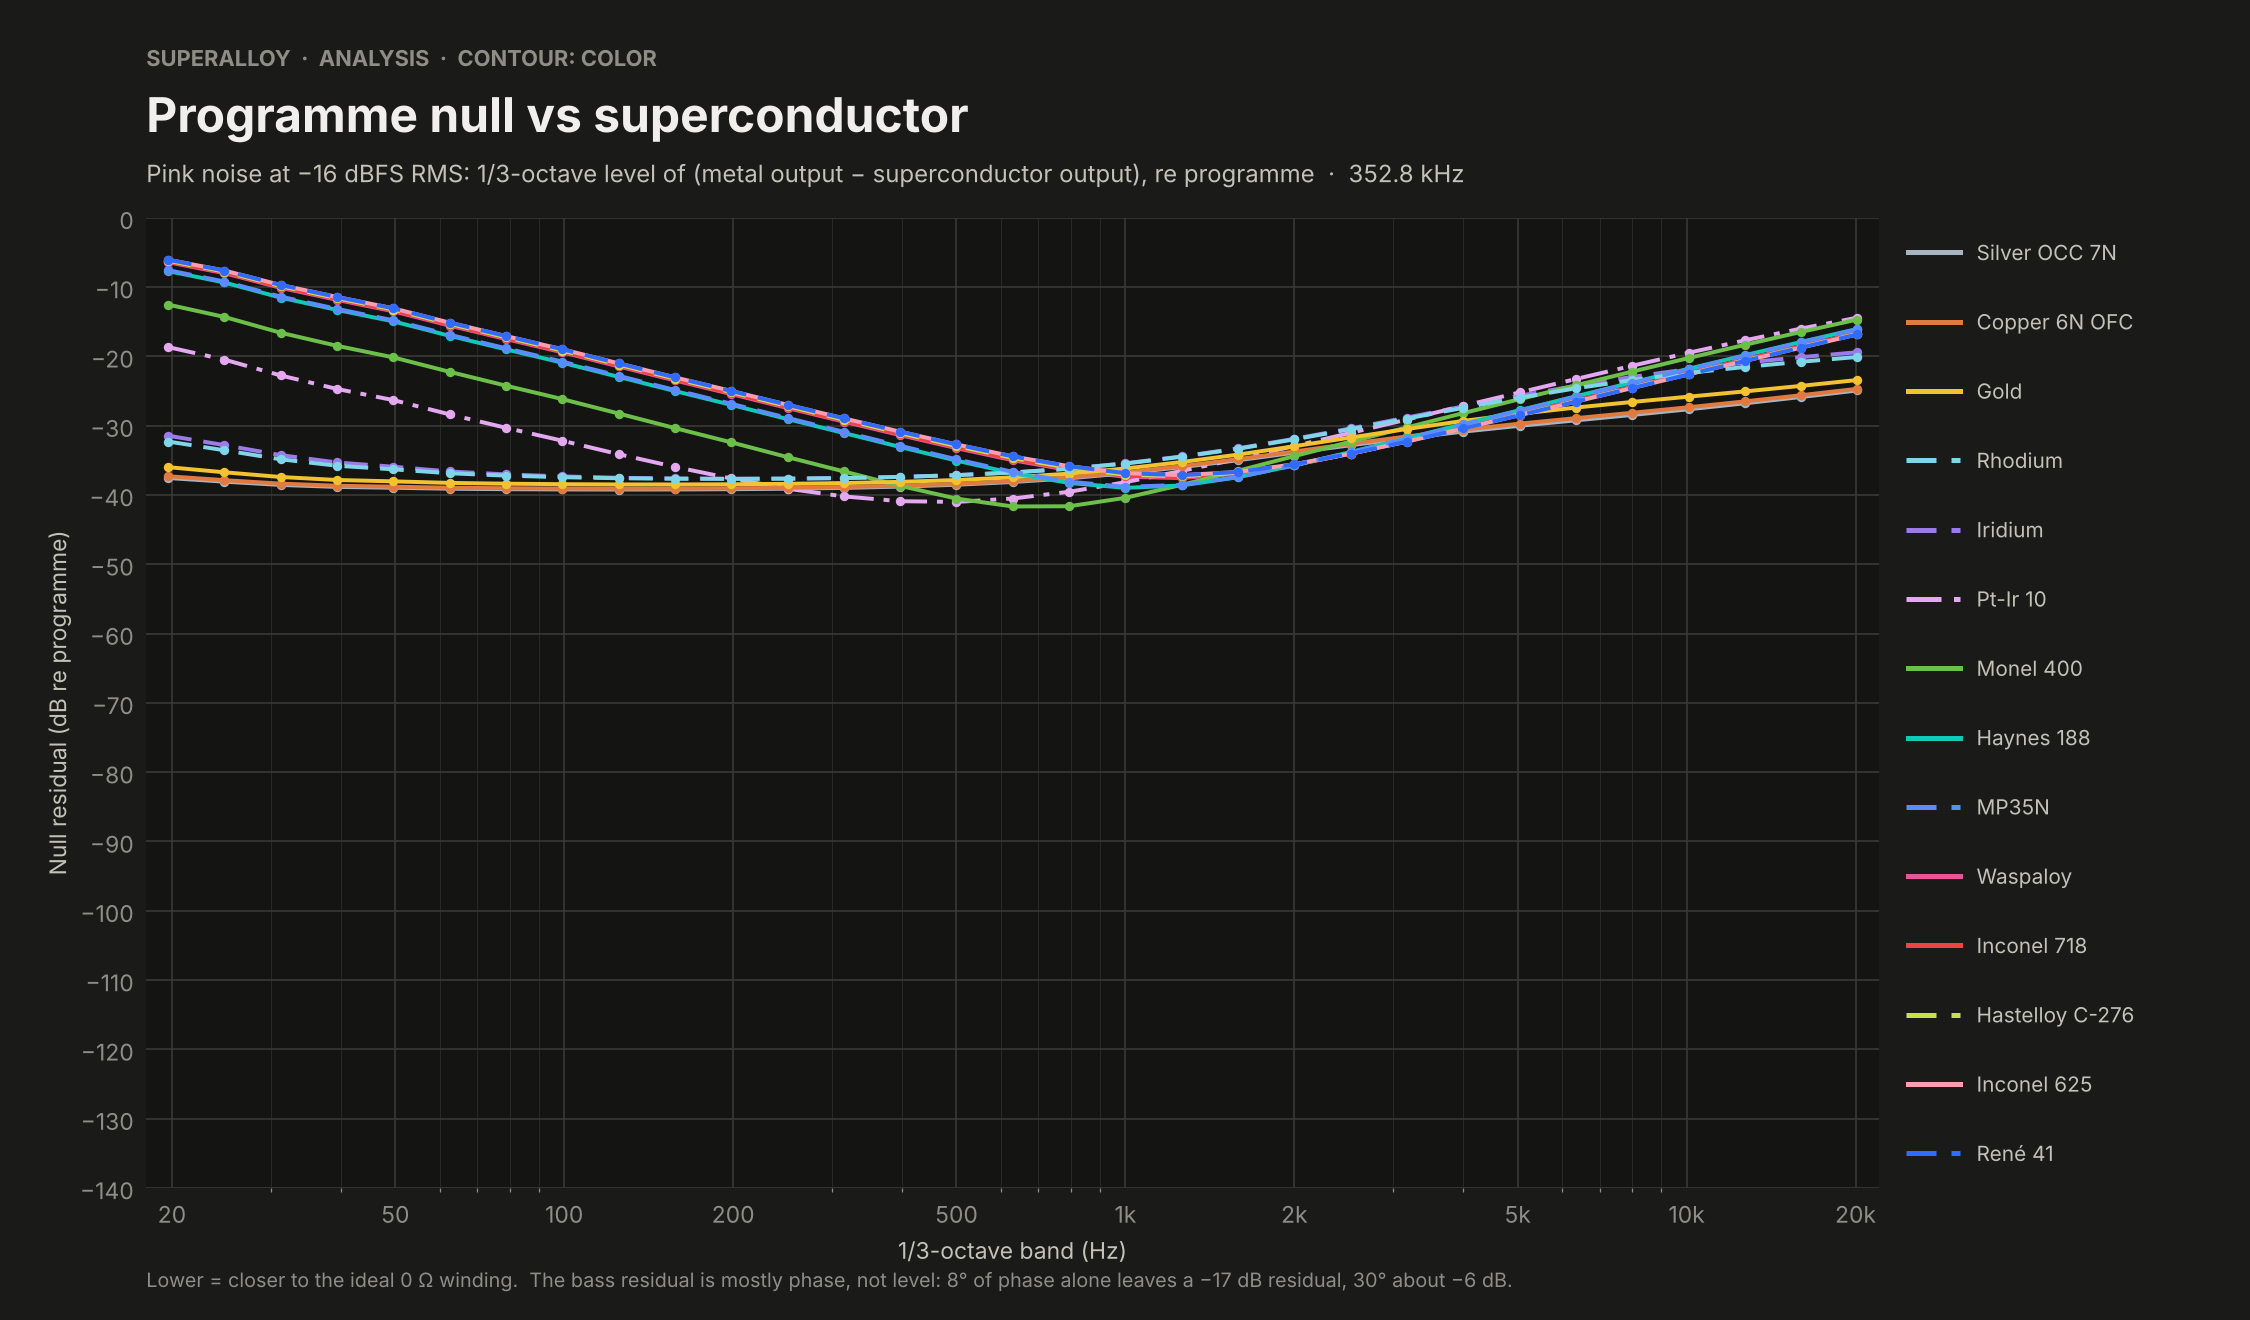 SUPERALLOY · ANALYSIS · CONTOUR: COLOR
Programme null vs superconductor
Pink noise at −16 dBFS RMS: 1/3-octave level of (metal output − superconductor output), re programme · 352.8 kHz
0
−10
−20
−30
−40
−50
−60
−70
−80
−90
−100
−110
−120
−130
−140
Null residual (dB re programme)
20 50 100 200 500 1k 2k 5k 10k 20k
1/3-octave band (Hz)
Silver OCC 7N
Copper 6N OFC
Gold
Rhodium
Iridium
Pt-Ir 10
Monel 400
Haynes 188
MP35N
Waspaloy
Inconel 718
Hastelloy C-276
Inconel 625
René 41
Lower = closer to the ideal 0 Ω winding. The bass residual is mostly phase, not level: 8° of phase alone leaves a −17 dB residual, 30° about −6 dB.